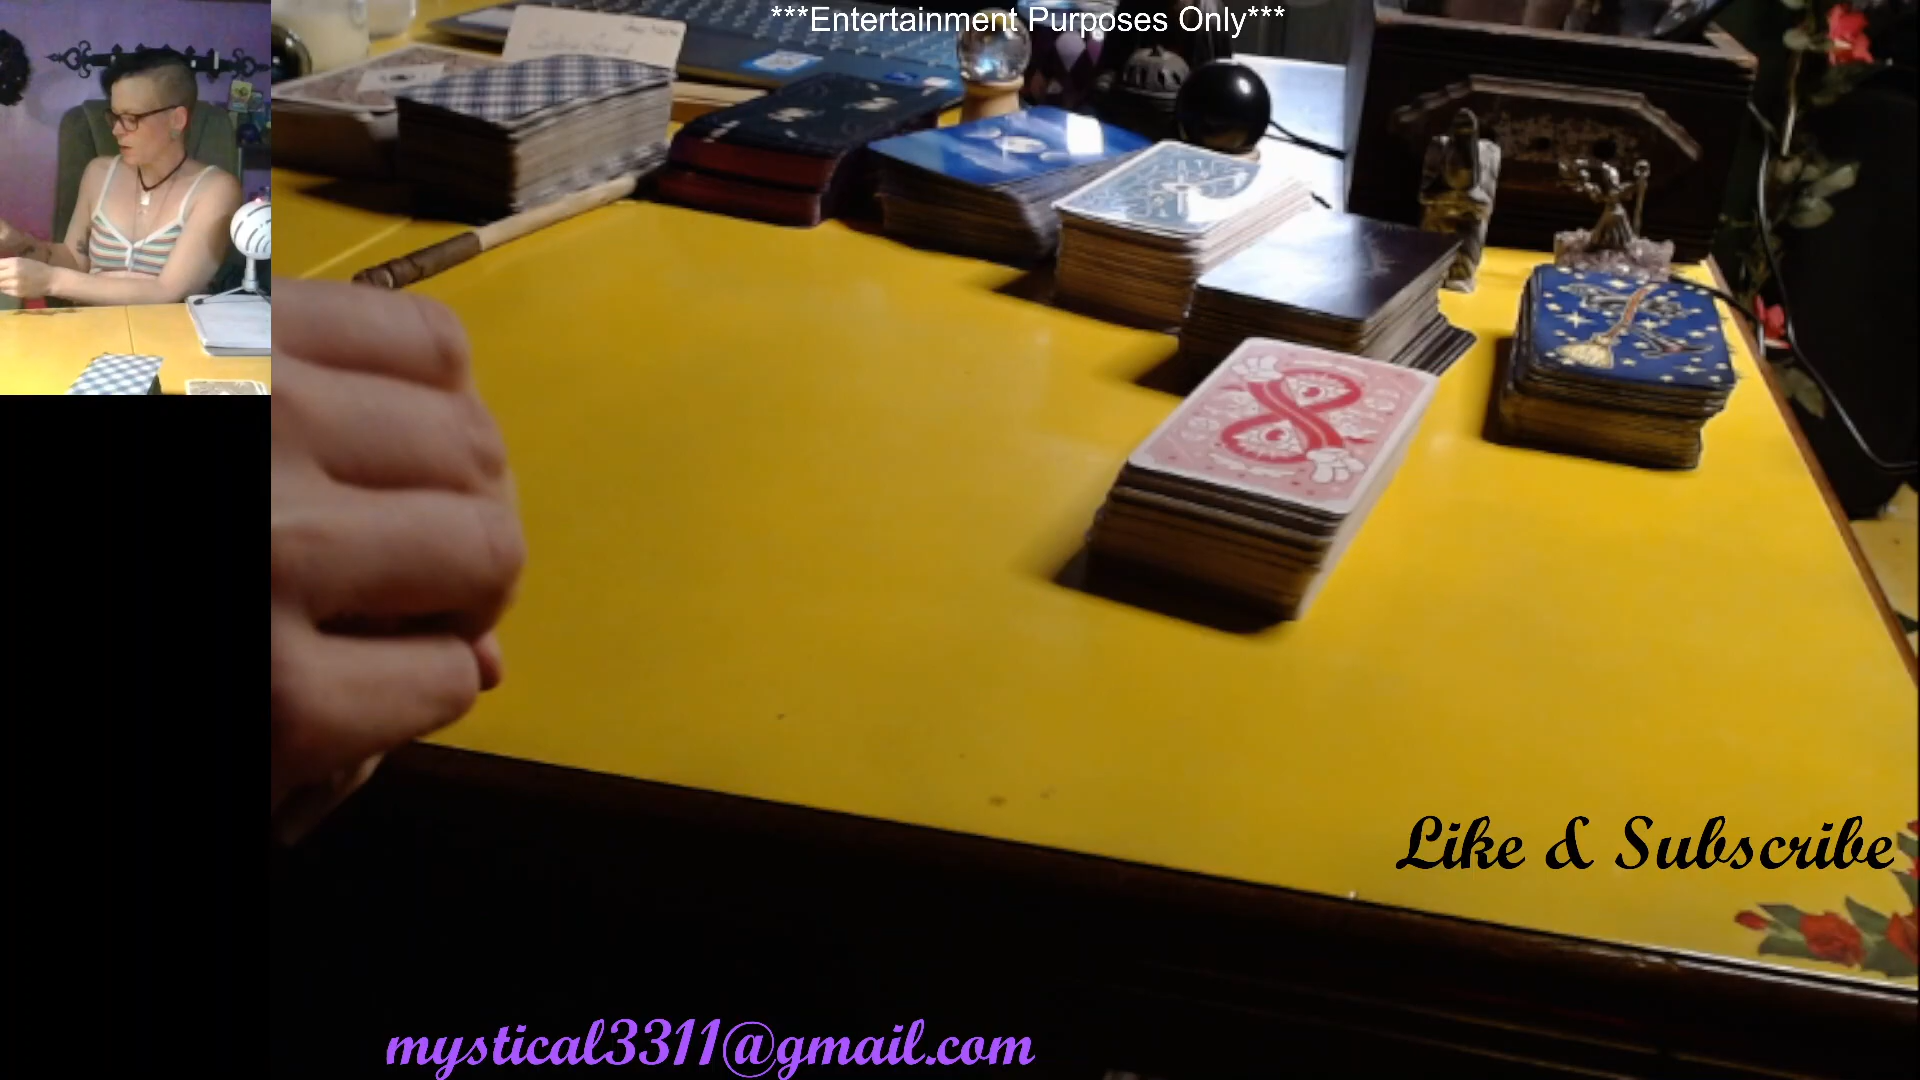 ***Entertainment Purposes Only***
Like & Subscribe
mystical3311@gmail.com